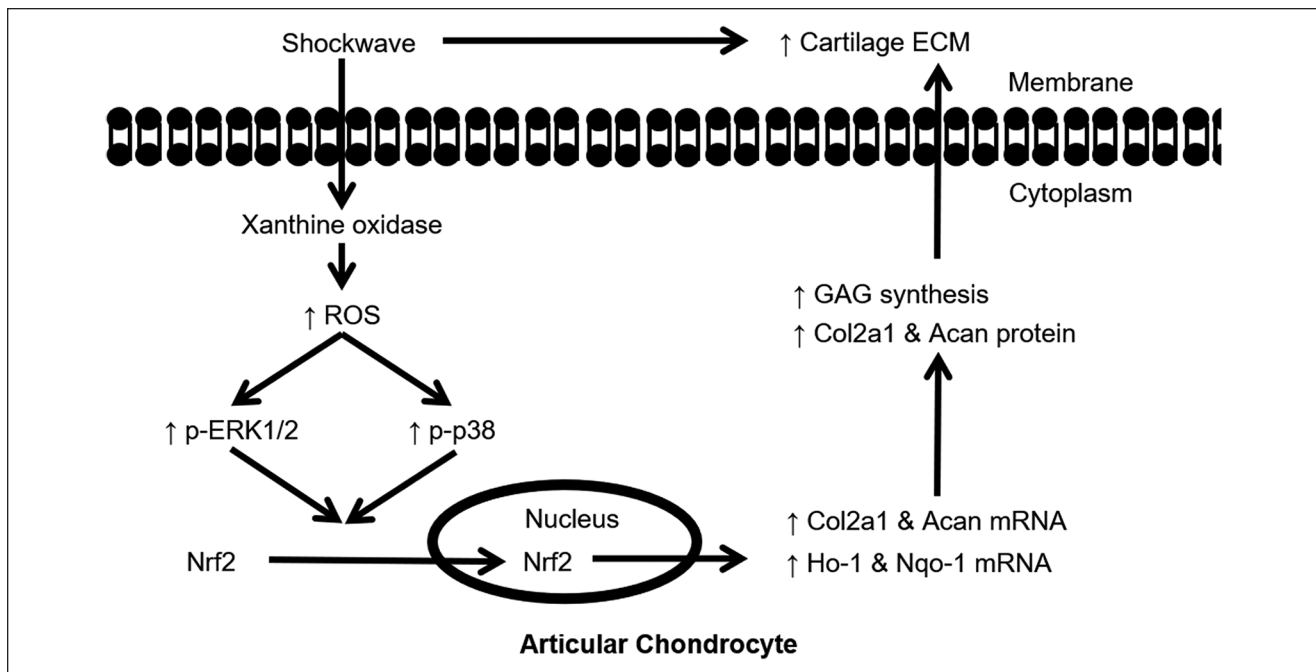 Shockwave
↑ Cartilage ECM
Membrane
Cytoplasm
Xanthine oxidase
↑ ROS
↑ GAG synthesis
↑ Col2a1 & Acan protein
↑ p-ERK1/2
↑ p-p38
Nucleus
↑ Col2a1 & Acan mRNA
Nrf2
Nrf2
↑ Ho-1 & Nqo-1 mRNA
Articular Chondrocyte